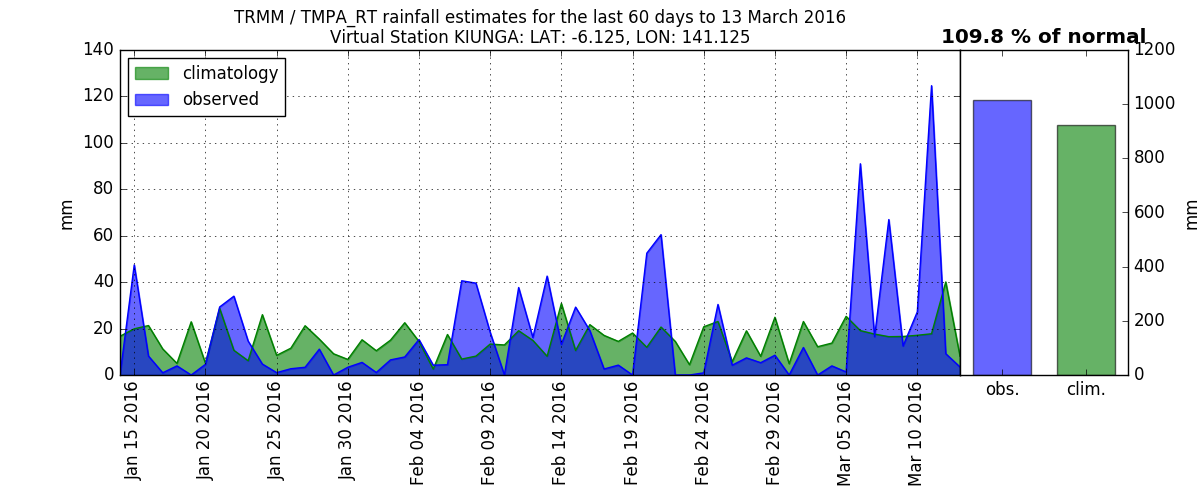 TRMM / TMPA_RT rainfall estimates for the last 60 days to 13 March 2016
Virtual Station KIUNGA: LAT: -6.125, LON: 141.125
109.8 % of normal
climatology
observed
mm
140
120
100
80
60
40
20
0
Jan 15 2016
Jan 20 2016
Jan 25 2016
Jan 30 2016
Feb 04 2016
Feb 09 2016
Feb 14 2016
Feb 19 2016
Feb 24 2016
Feb 29 2016
Mar 05 2016
Mar 10 2016
obs.
clim.
1200
1000
800
600
400
200
0
mm